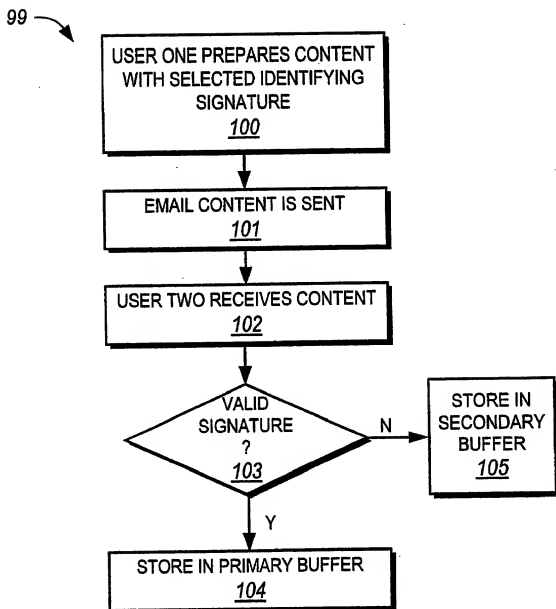 99
USER ONE PREPARES CONTENT
WITH SELECTED IDENTIFYING
SIGNATURE
100
EMAIL CONTENT IS SENT
101
USER TWO RECEIVES CONTENT
102
VALID
SIGNATURE
?
103
N
STORE IN
SECONDARY
BUFFER
105
Y
STORE IN PRIMARY BUFFER
104